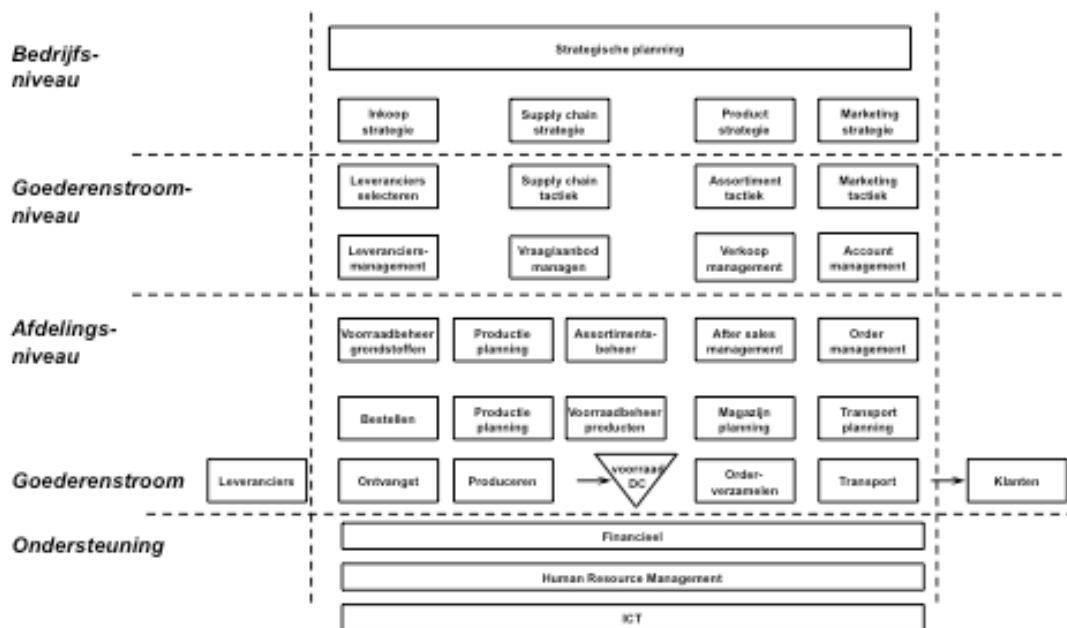 Bedrijfs-
niveau
Strategische planning
Inkoop
strategie
Supply chain
strategie
Product
strategie
Marketing
strategie
Goederenstroom-
niveau
Leveranciers
selecteren
Supply chain
tactiek
Assortiment
tactiek
Marketing
tactiek
Leveranciers-
management
Vraag/aanbod
managen
Verkoop
management
Account
management
Afdelings-
niveau
Voorraadbeheer
grondstoffen
Productie
planning
Assortiments-
beheer
After sales
management
Order
management
Bestellen
Productie
planning
Voorraadbeheer
producten
Magazijn
planning
Transport
planning
Goederenstroom
Leveranciers
Ontvangst
Produceren
voorraad
DC
Order-
verzamelen
Transport
Klanten
Ondersteuning
Financieel
Human Resource Management
ICT